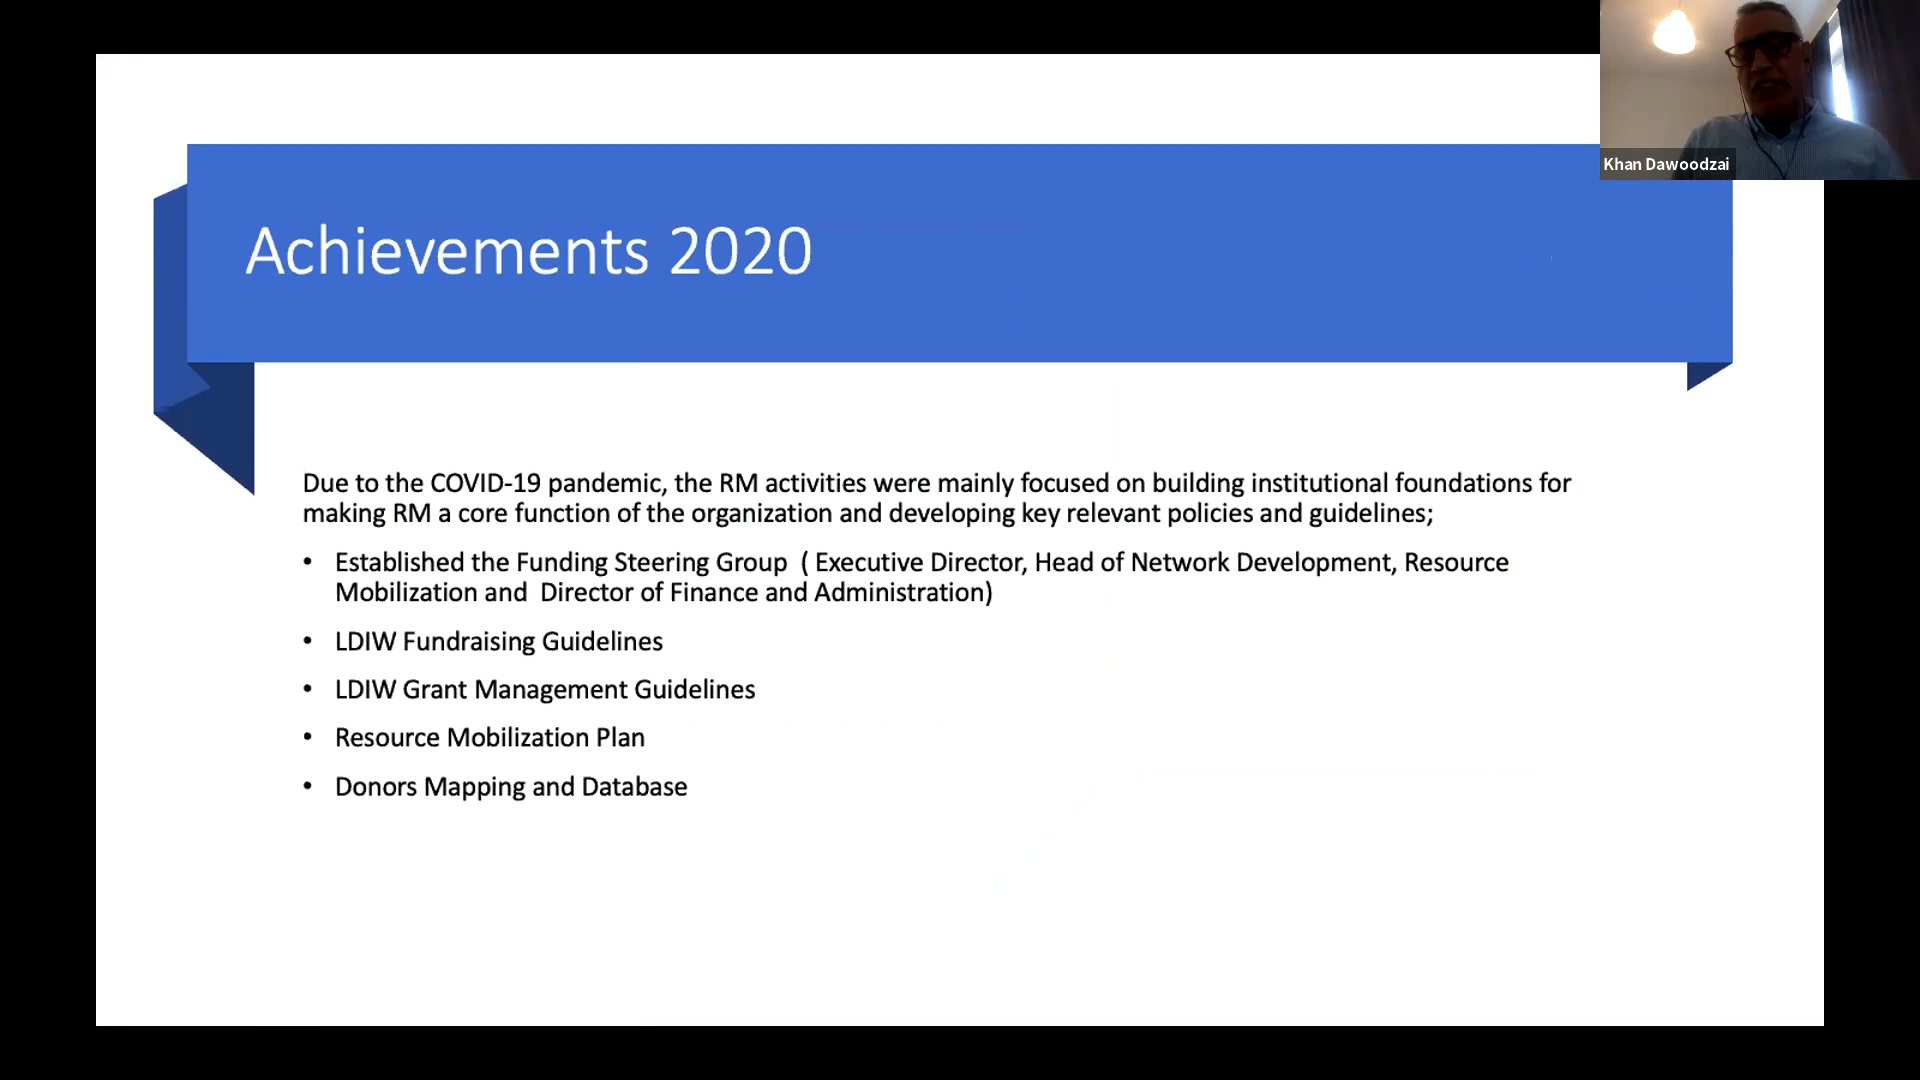 Khan Dawoodzai
Achievements 2020
Due to the COVID-19 pandemic, the RM activities were mainly focused on building institutional foundations for
making RM a core function of the organization and developing key relevant policies and guidelines;
• Established the Funding Steering Group ( Executive Director, Head of Network Development, Resource
Mobilization and Director of Finance and Administration)
• LDIW Fundraising Guidelines
• LDIW Grant Management Guidelines
• Resource Mobilization Plan
• Donors Mapping and Database